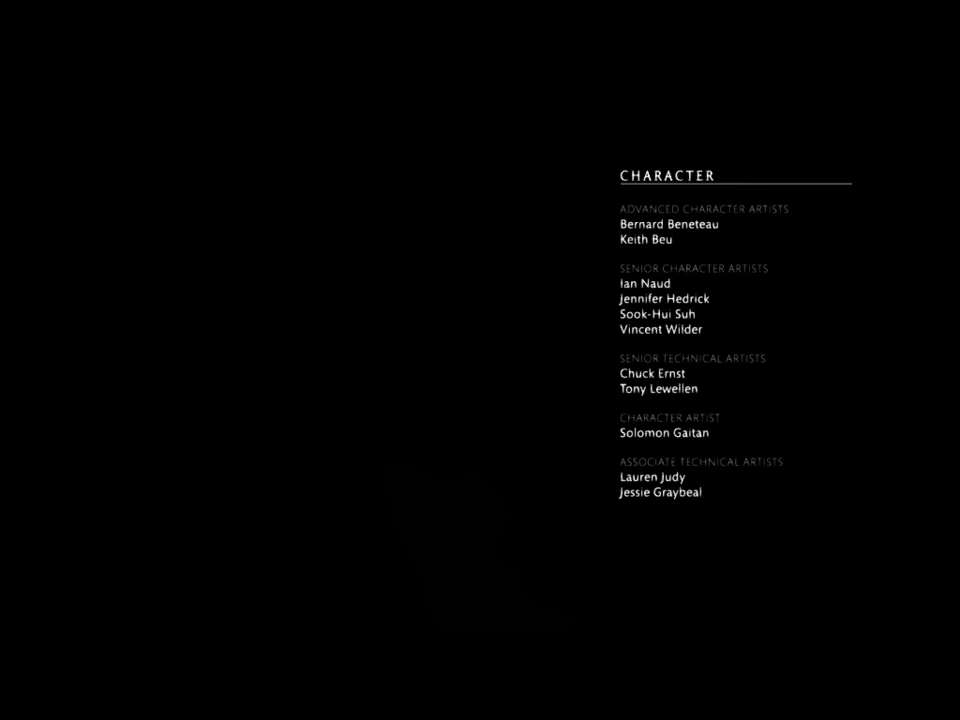 CHARACTER
ADVANCED CHARACTER ARTISTS
Bernard Beneteau
Keith Beu
SENIOR CHARACTER ARTISTS
Ian Naud
Jennifer Hedrick
Sook-Hui Suh
Vincent Wilder
SENIOR TECHNICAL ARTISTS
Chuck Ernst
Tony Lewellen
CHARACTER ARTIST
Solomon Gaitan
ASSOCIATE TECHNICAL ARTISTS
Lauren Judy
Jessie Graybeal